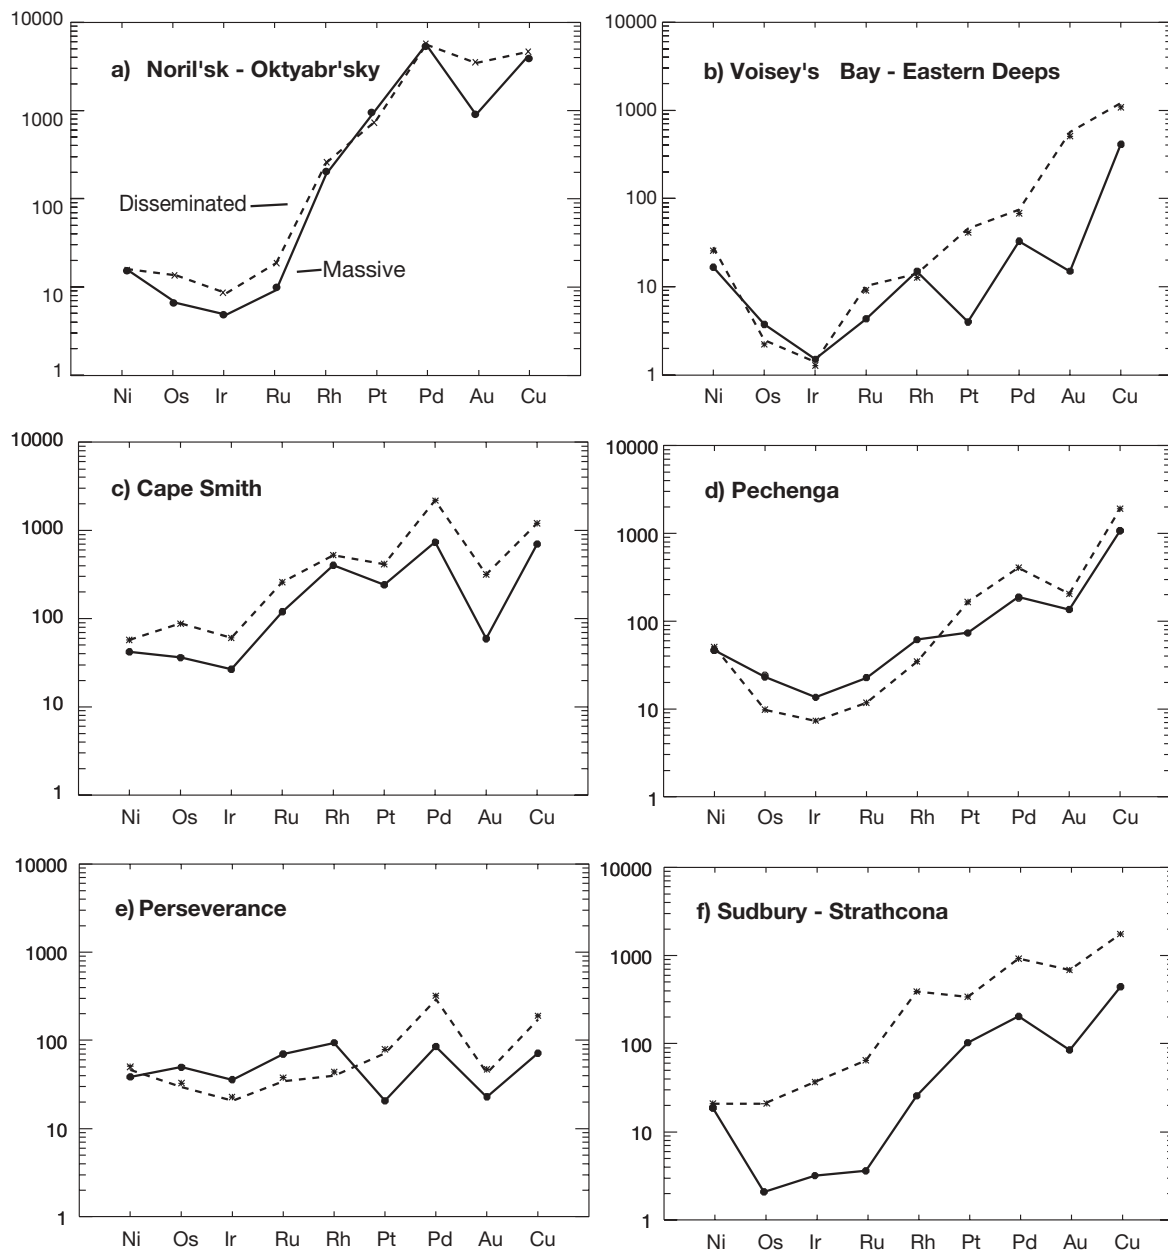 a) Noril'sk - Oktyabr'sky
10000
1000
100
10
1
Disseminated
Massive
Ni Os Ir Ru Rh Pt Pd Au Cu
b) Voisey's Bay - Eastern Deeps
10000
1000
100
10
1
Ni Os Ir Ru Rh Pt Pd Au Cu
c) Cape Smith
10000
1000
100
10
1
Ni Os Ir Ru Rh Pt Pd Au Cu
d) Pechenga
10000
1000
100
10
1
Ni Os Ir Ru Rh Pt Pd Au Cu
e) Perseverance
10000
1000
100
10
1
Ni Os Ir Ru Rh Pt Pd Au Cu
f) Sudbury - Strathcona
10000
1000
100
10
1
Ni Os Ir Ru Rh Pt Pd Au Cu